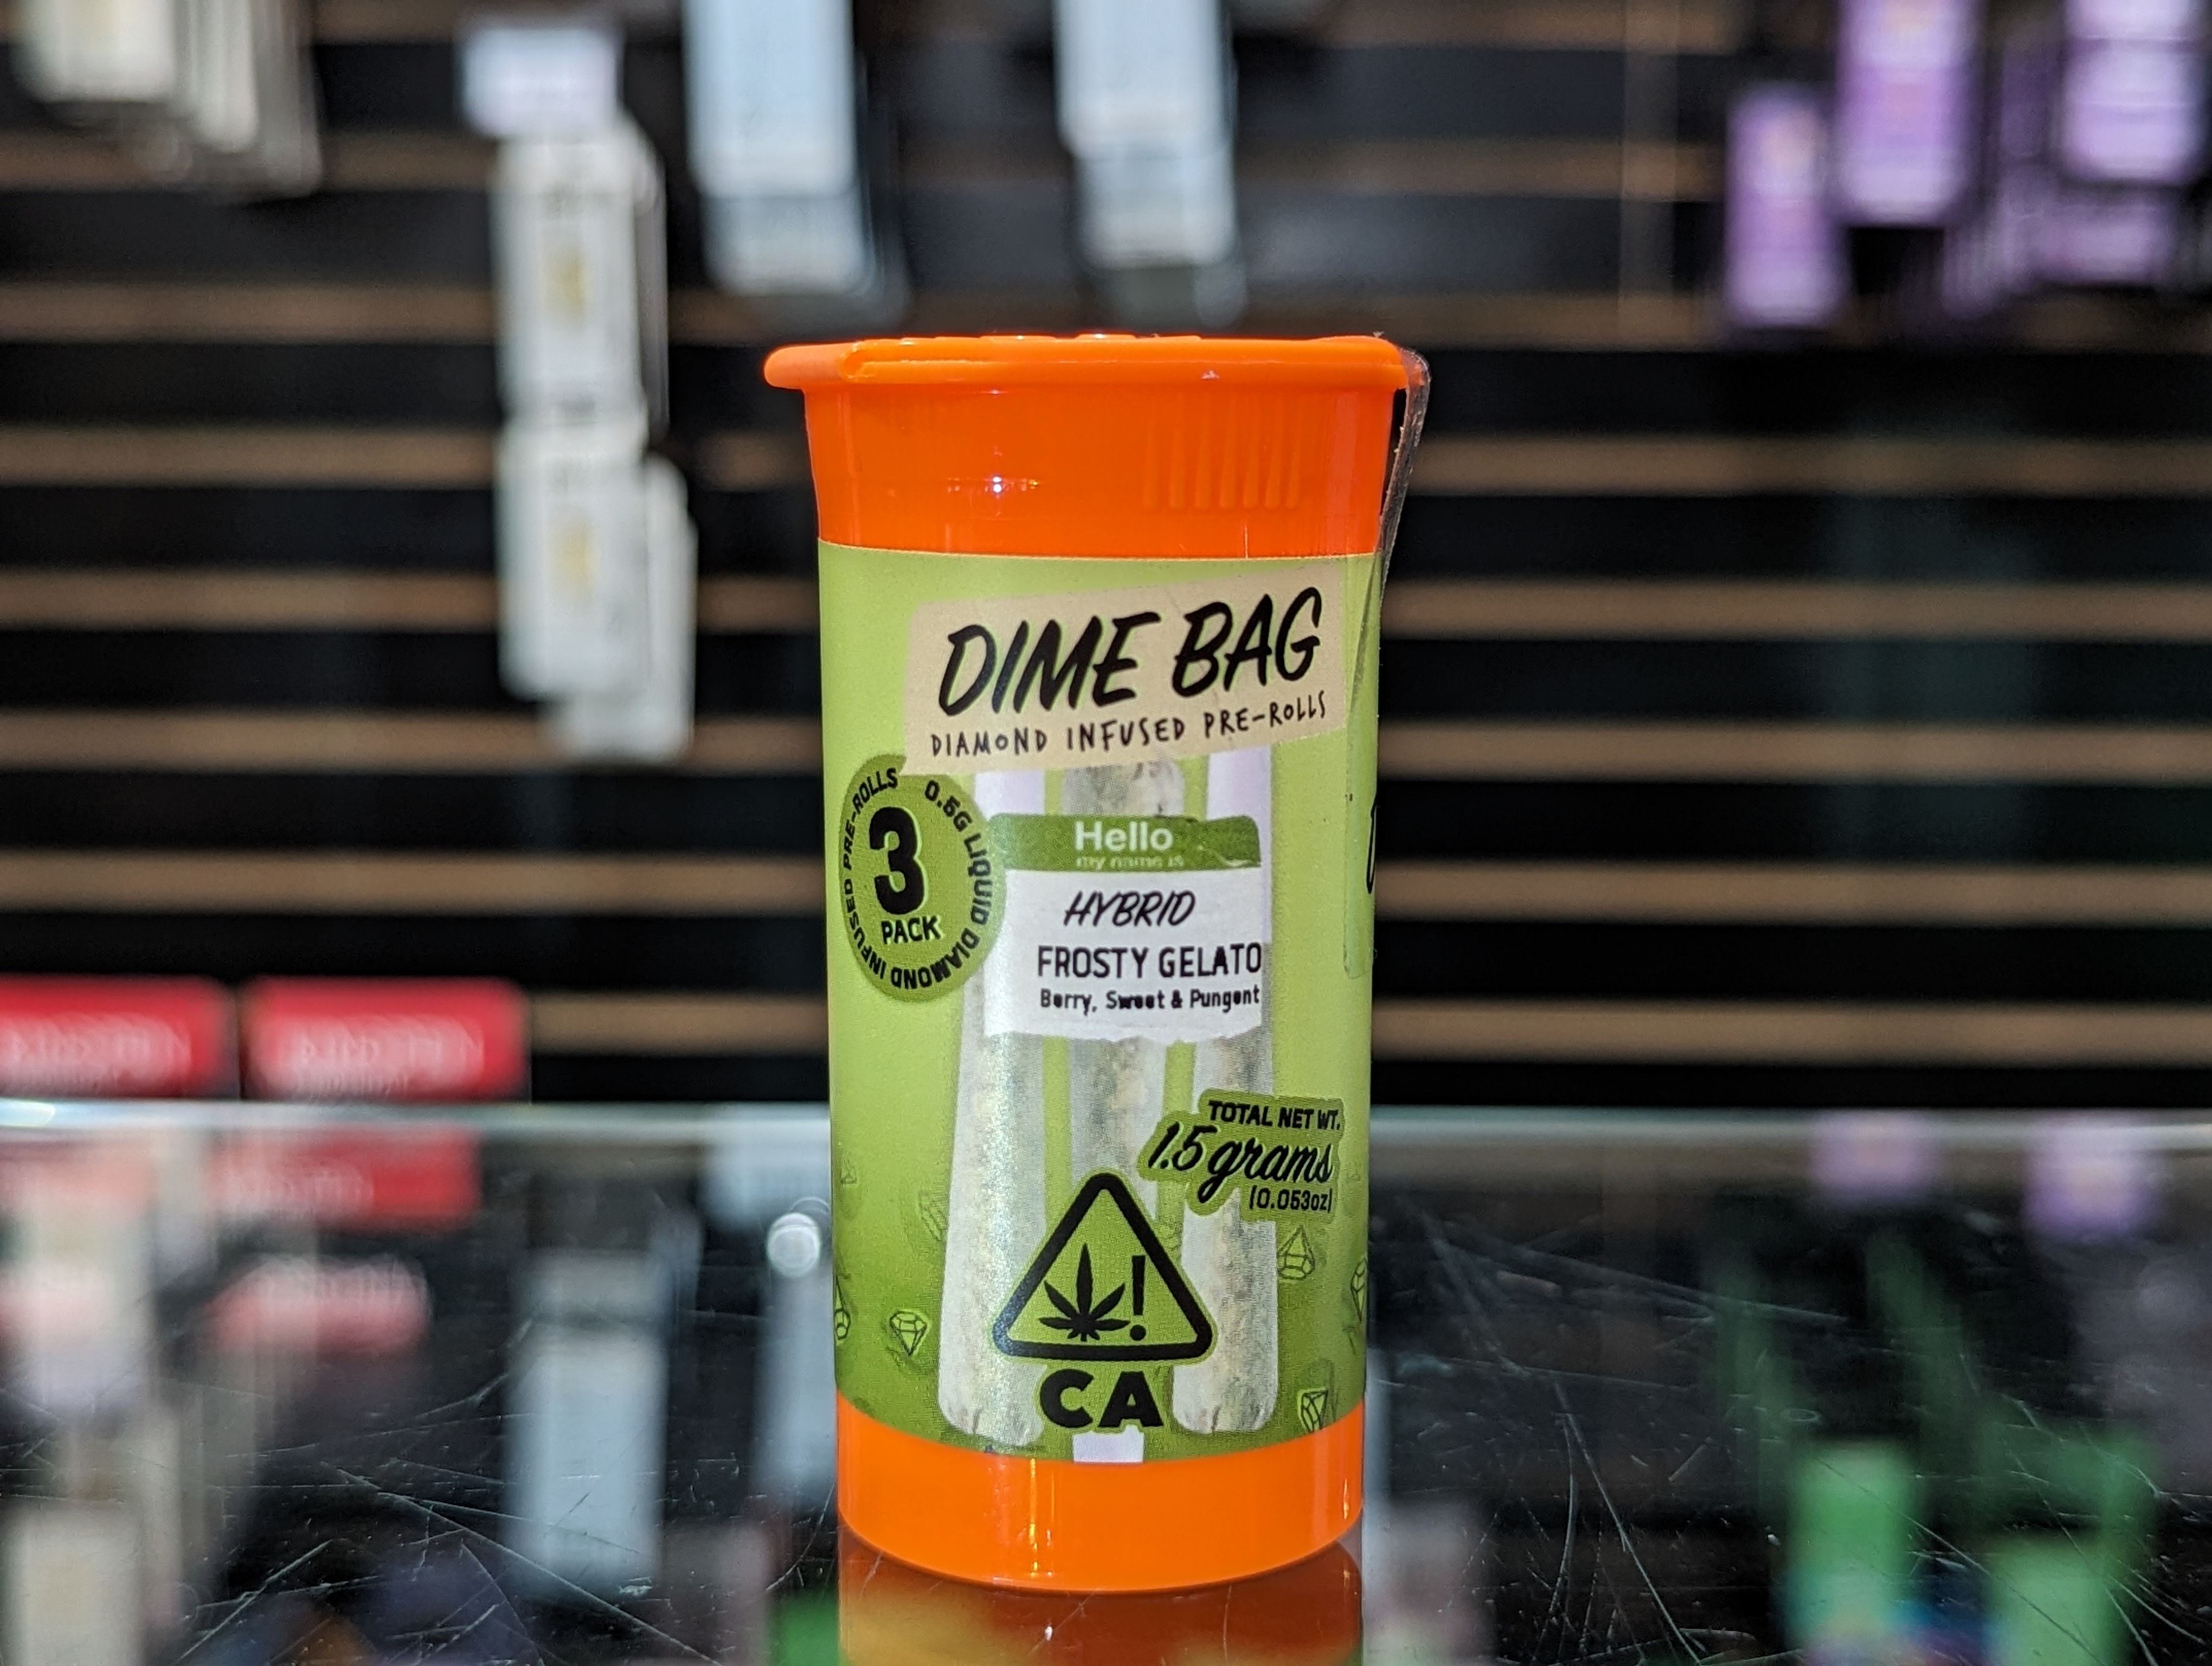 DIME BAG
DIAMOND INFUSED PRE-ROLLS
0.5G LIQUID DIAMOND INFUSED PRE-ROLLS
3
PACK
Hello
my name is
HYBRID
FROSTY GELATO
Berry, Sweet & Pungent
TOTAL NET WT.
1.5 grams
(0.053oz)
!
CA